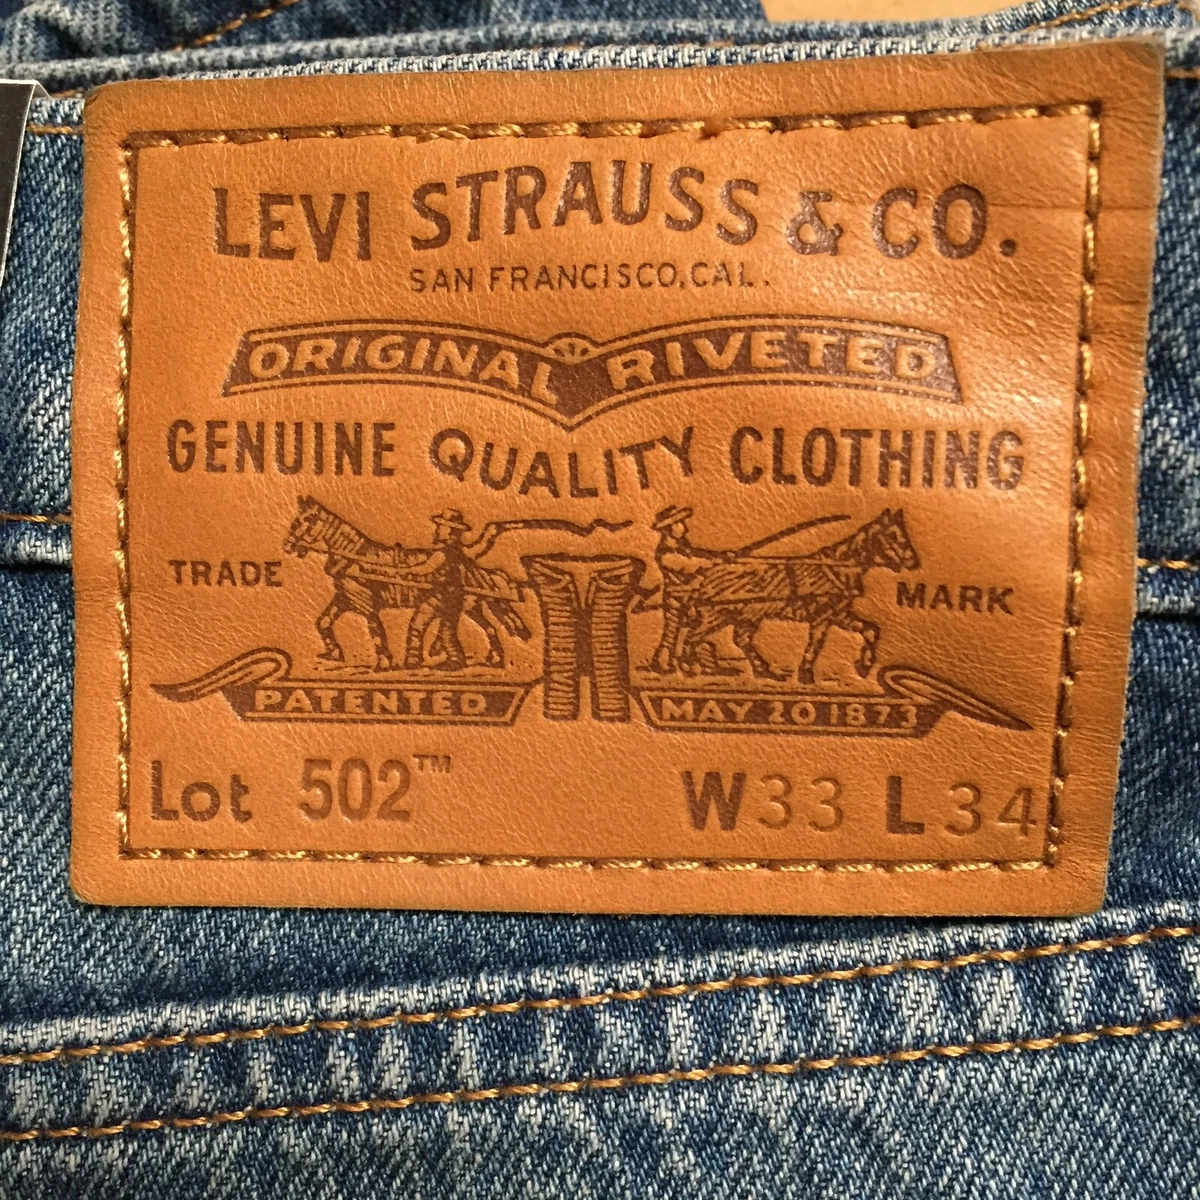 LEVI STRAUSS & CO.
SAN FRANCISCO, CAL.
ORIGINAL RIVETED
GENUINE QUALITY CLOTHING
TRADE MARK
PATENTED MAY 20 1873
Lot 502™ W33 L34